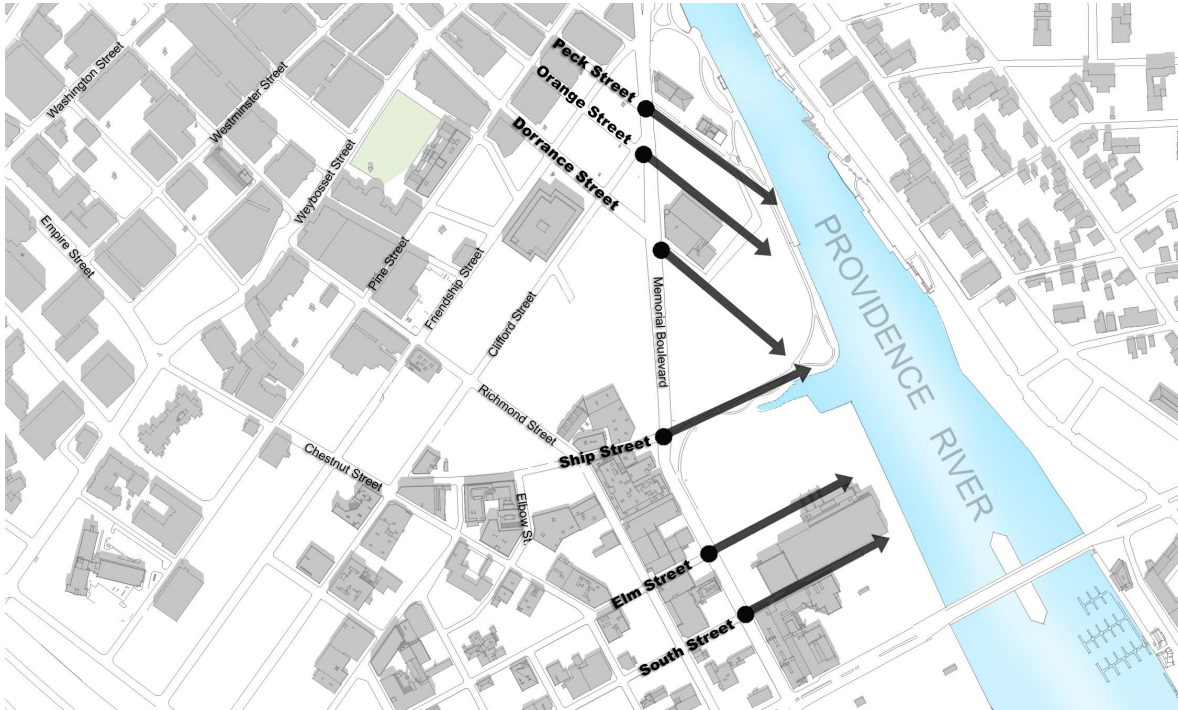 Peck Street
Orange Street
Dorrance Street
Washington Street
Westminster Street
Weybosset Street
Empire Street
Pine Street
Friendship Street
Clifford Street
Memorial Boulevard
PROVIDENCE RIVER
Richmond Street
Ship Street
Chestnut Street
Elbow St.
Elm Street
South Street